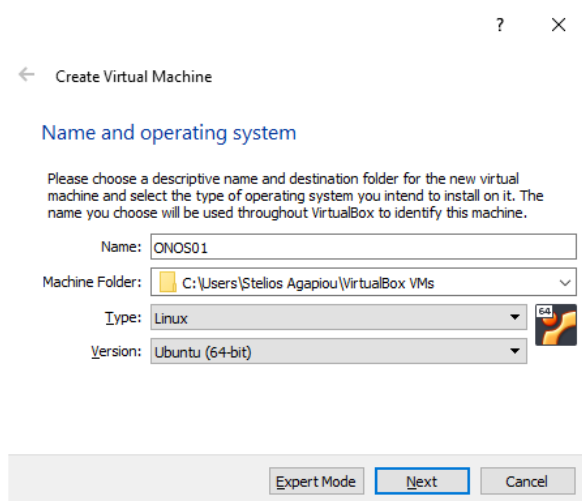 ?
Create Virtual Machine
Name and operating system
Please choose a descriptive name and destination folder for the new virtual
machine and select the type of operating system you intend to install on it. The
name you choose will be used throughout VirtualBox to identify this machine.
Name: ONOS01
Machine Folder: C:\Users\Stelios Agapiou\VirtualBox VMs
Type: Linux
64
Version: Ubuntu (64-bit)
Expert Mode Next Cancel